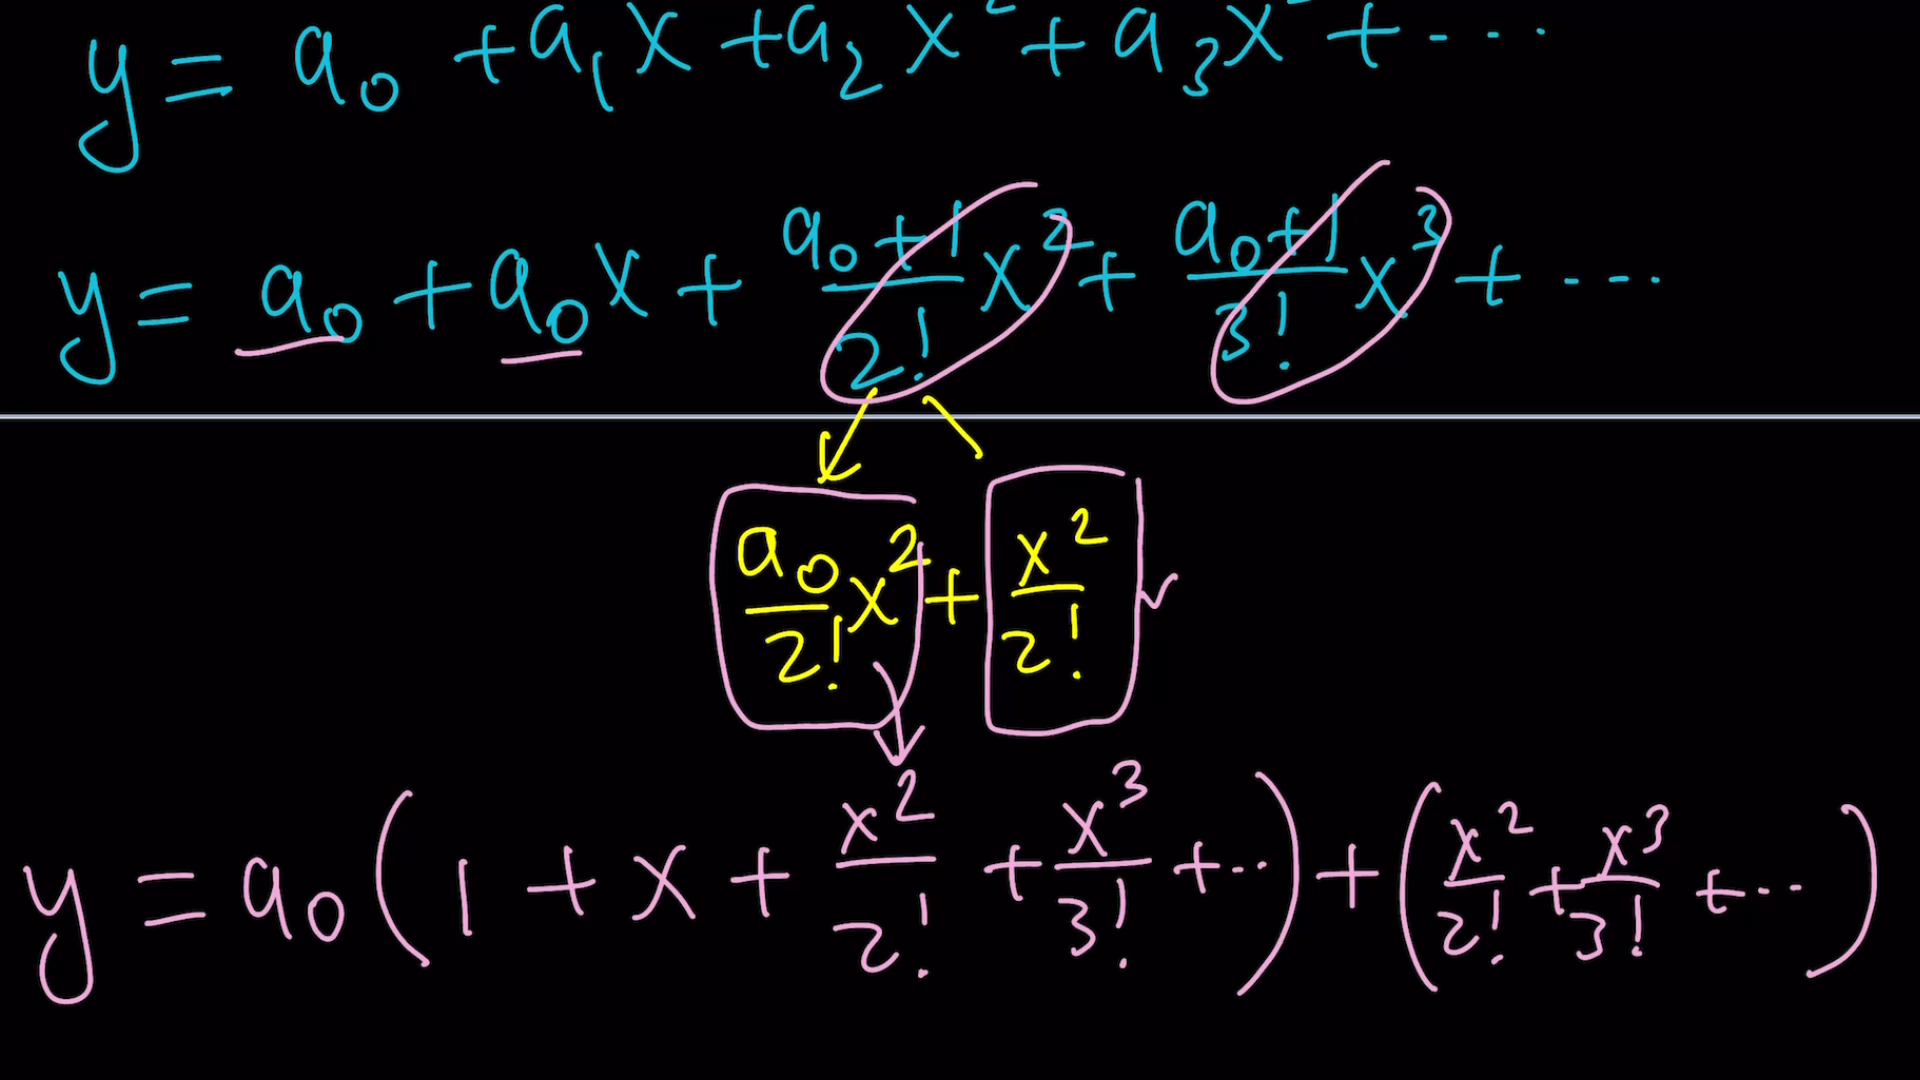 y = a₀ + a₁x + a₂x² + a₃x + ...
y = a₀ + a₀x + (a₀+1)/2! x² + (a₀+1)/3! x³ + ...
a₀/2! x² + x²/2!
y = a₀(1 + x + x²/2! + x³/3! + ...) + (x²/2! + x³/3! + ...)